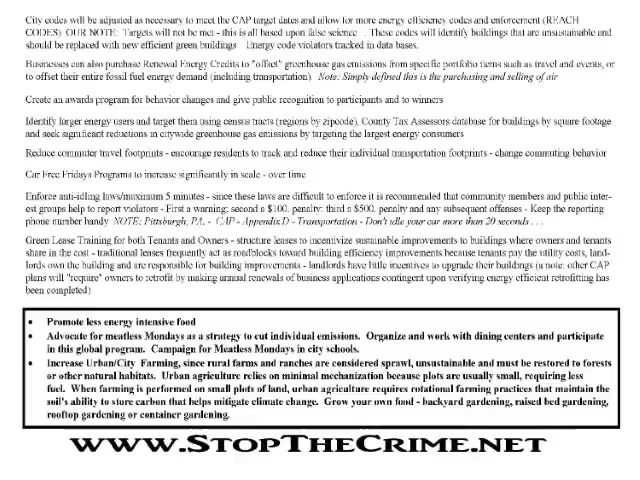 City codes will be adjusted as necessary to meet the CAP target dates and allow for more energy efficiency codes and enforcement (REACH
CODES)  OUR NOTE:  Targets will not be met - this is all based upon false science . . These codes will identify buildings that are unsustainable and
should be replaced with new efficient green buildings    Energy code violators tracked in data bases.
Businesses can also purchase Renewal Energy Credits to "offset" greenhouse gas emissions from specific portfolio items such as travel and events, or
to offset their entire fossil fuel energy demand (including transportation)  Note: Simply defined this is the purchasing and selling of air
Create an awards program for behavior changes and give public recognition to participants and to winners
Identify larger energy users and target them using census tracts (regions by zipcode), County Tax Assessors database for buildings by square footage
and seek significant reductions in citywide greenhouse gas emissions by targeting the largest energy consumers
Reduce commuter travel footprints - encourage residents to track and reduce their individual transportation footprints - change commuting behavior
Car Free Fridays Programs to increase significantly in scale - over time
Enforce anti-idling laws/maximum 5 minutes - since these laws are difficult to enforce it is recommended that community members and public inter-
est groups help to report violators - First a warning; second a $100. penalty; third a $500. penalty and any subsequent offenses - Keep the reporting
phone number handy  NOTE: Pittsburgh, PA. -  CAP - Appendix D - Transportation - Don't idle your car more than 20 seconds . . .
Green Lease Training for both Tenants and Owners - structure leases to incentivize sustainable improvements to buildings where owners and tenants
share in the cost - traditional leases frequently act as roadblocks toward building efficiency improvements because tenants pay the utility costs, land-
lords own the building and are responsible for building improvements - landlords have little incentives to upgrade their buildings (a note: other CAP
plans will "require" owners to retrofit by making annual renewals of business applications contingent upon verifying energy efficient retrofitting has
been completed)
• Promote less energy intensive food
• Advocate for meatless Mondays as a strategy to cut individual emissions.  Organize and work with dining centers and participate
in this global program.  Campaign for Meatless Mondays in city schools.
• Increase Urban/City  Farming, since rural farms and ranches are considered sprawl, unsustainable and must be restored to forests
or other natural habitats.  Urban agriculture relies on minimal mechanization because plots are usually small, requiring less
fuel.  When farming is performed on small plots of land, urban agriculture requires rotational farming practices that maintain the
soil's ability to store carbon that helps mitigate climate change.  Grow your own food - backyard gardening, raised bed gardening,
rooftop gardening or container gardening.
WWW.STOPTHECRIME.NET